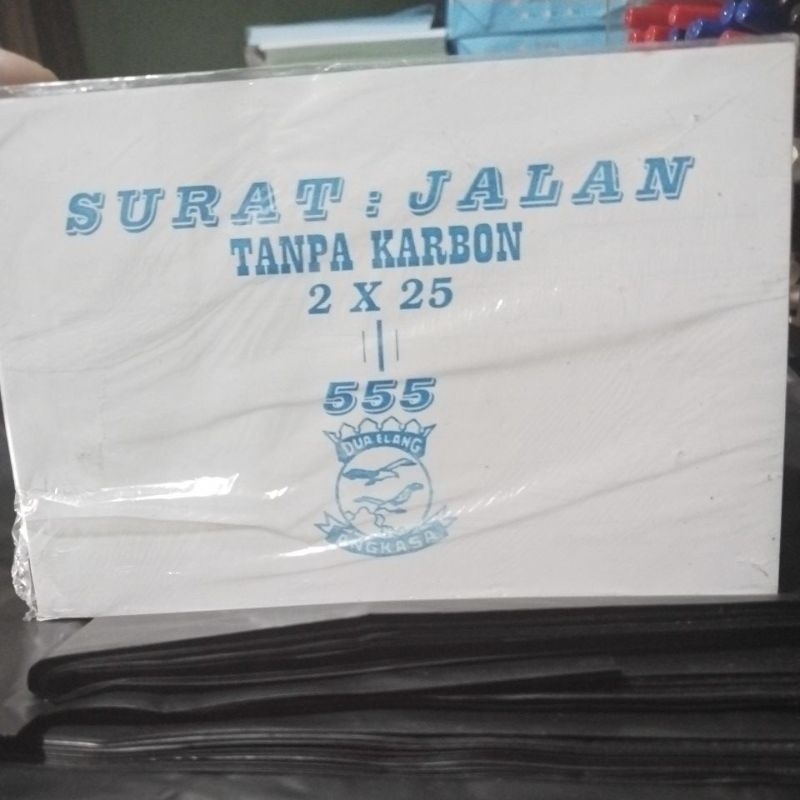 SURAT : JALAN
TANPA KARBON
2 X 25
555
DUA ELANG
ANGKASA